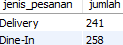 jenis_pesanan jumlah
Delivery 241
Dine-In 258